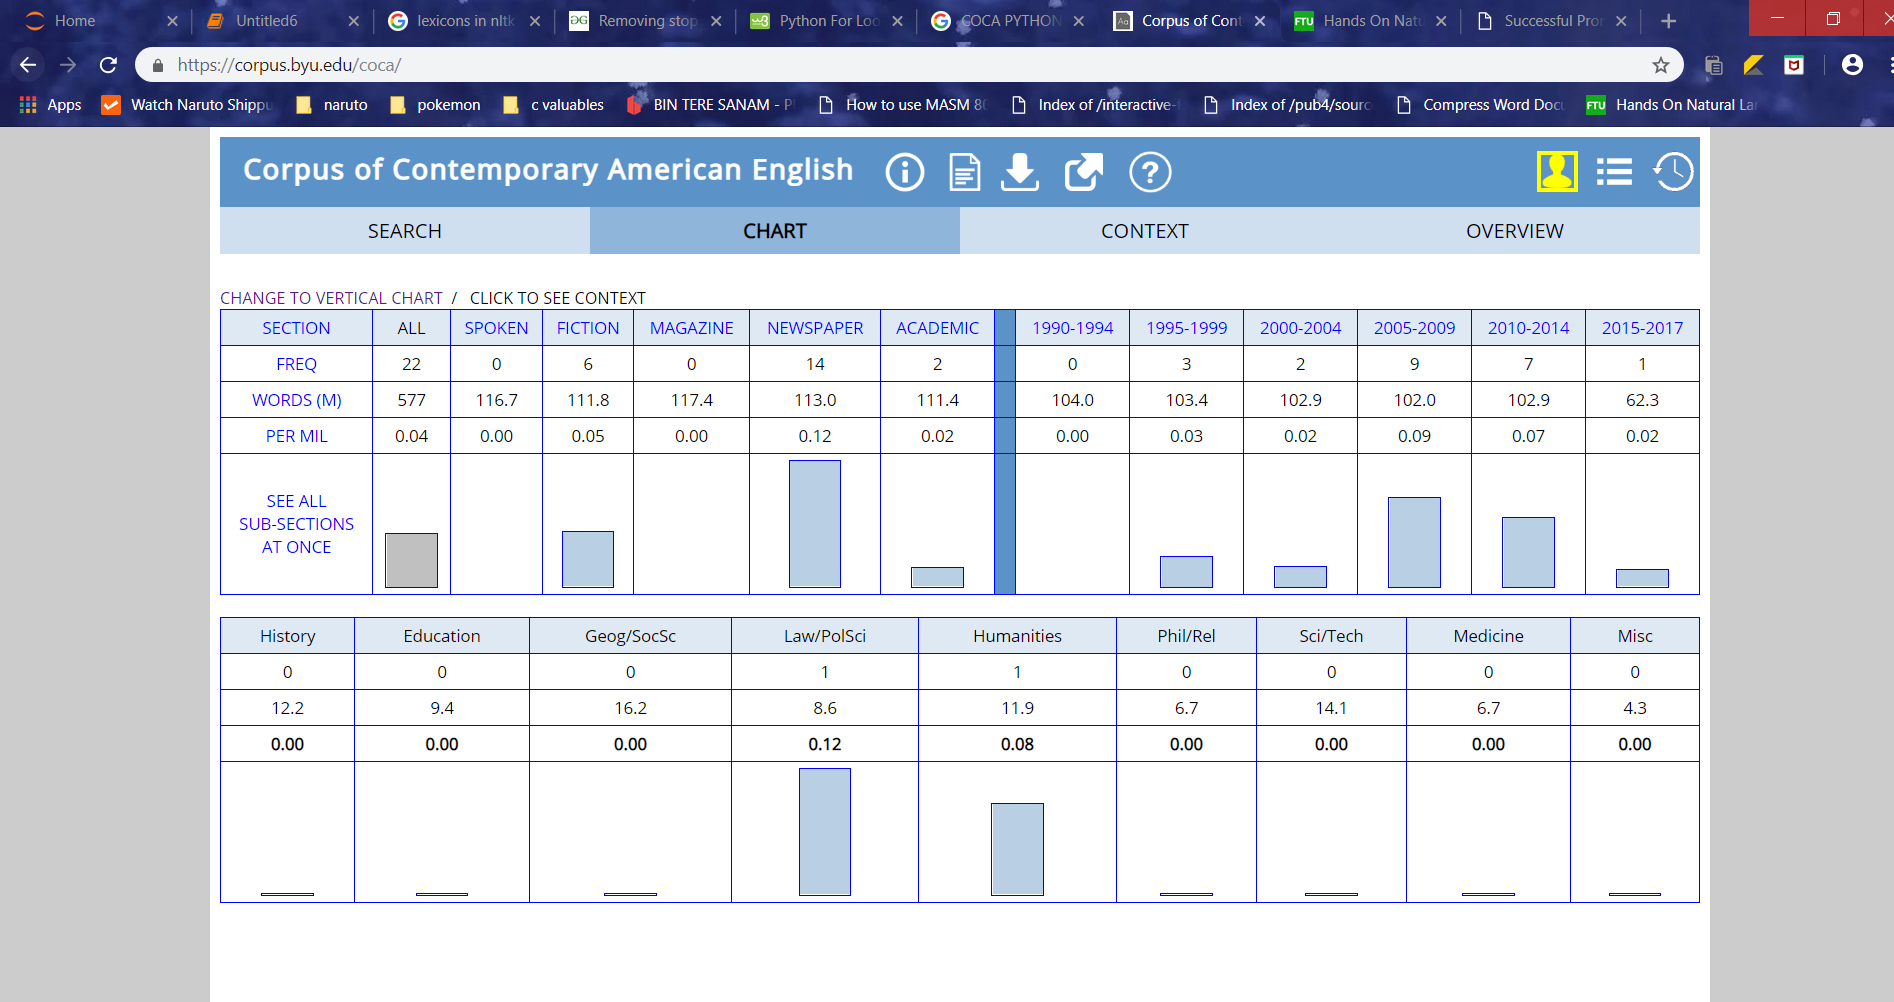 Home Untitled6 lexicons in nltk Removing stop Python For Loo COCA PYTHON Corpus of Cont Hands On Natu Successful Pror
https://corpus.byu.edu/coca/
Apps Watch Naruto Shippu naruto pokemon c valuables BIN TERE SANAM - P How to use MASM 8 Index of /interactive- Index of /pub4/sourc Compress Word Doc FTU Hands On Natural La
Corpus of Contemporary American English
SEARCH CHART CONTEXT OVERVIEW
CHANGE TO VERTICAL CHART / CLICK TO SEE CONTEXT
SECTION ALL SPOKEN FICTION MAGAZINE NEWSPAPER ACADEMIC 1990-1994 1995-1999 2000-2004 2005-2009 2010-2014 2015-2017
FREQ 22 0 6 0 14 2 0 3 2 9 7 1
WORDS (M) 577 116.7 111.8 117.4 113.0 111.4 104.0 103.4 102.9 102.0 102.9 62.3
PER MIL 0.04 0.00 0.05 0.00 0.12 0.02 0.00 0.03 0.02 0.09 0.07 0.02
SEE ALL
SUB-SECTIONS
AT ONCE
History Education Geog/SocSc Law/PolSci Humanities Phil/Rel Sci/Tech Medicine Misc
0 0 0 1 1 0 0 0 0
12.2 9.4 16.2 8.6 11.9 6.7 14.1 6.7 4.3
0.00 0.00 0.00 0.12 0.08 0.00 0.00 0.00 0.00